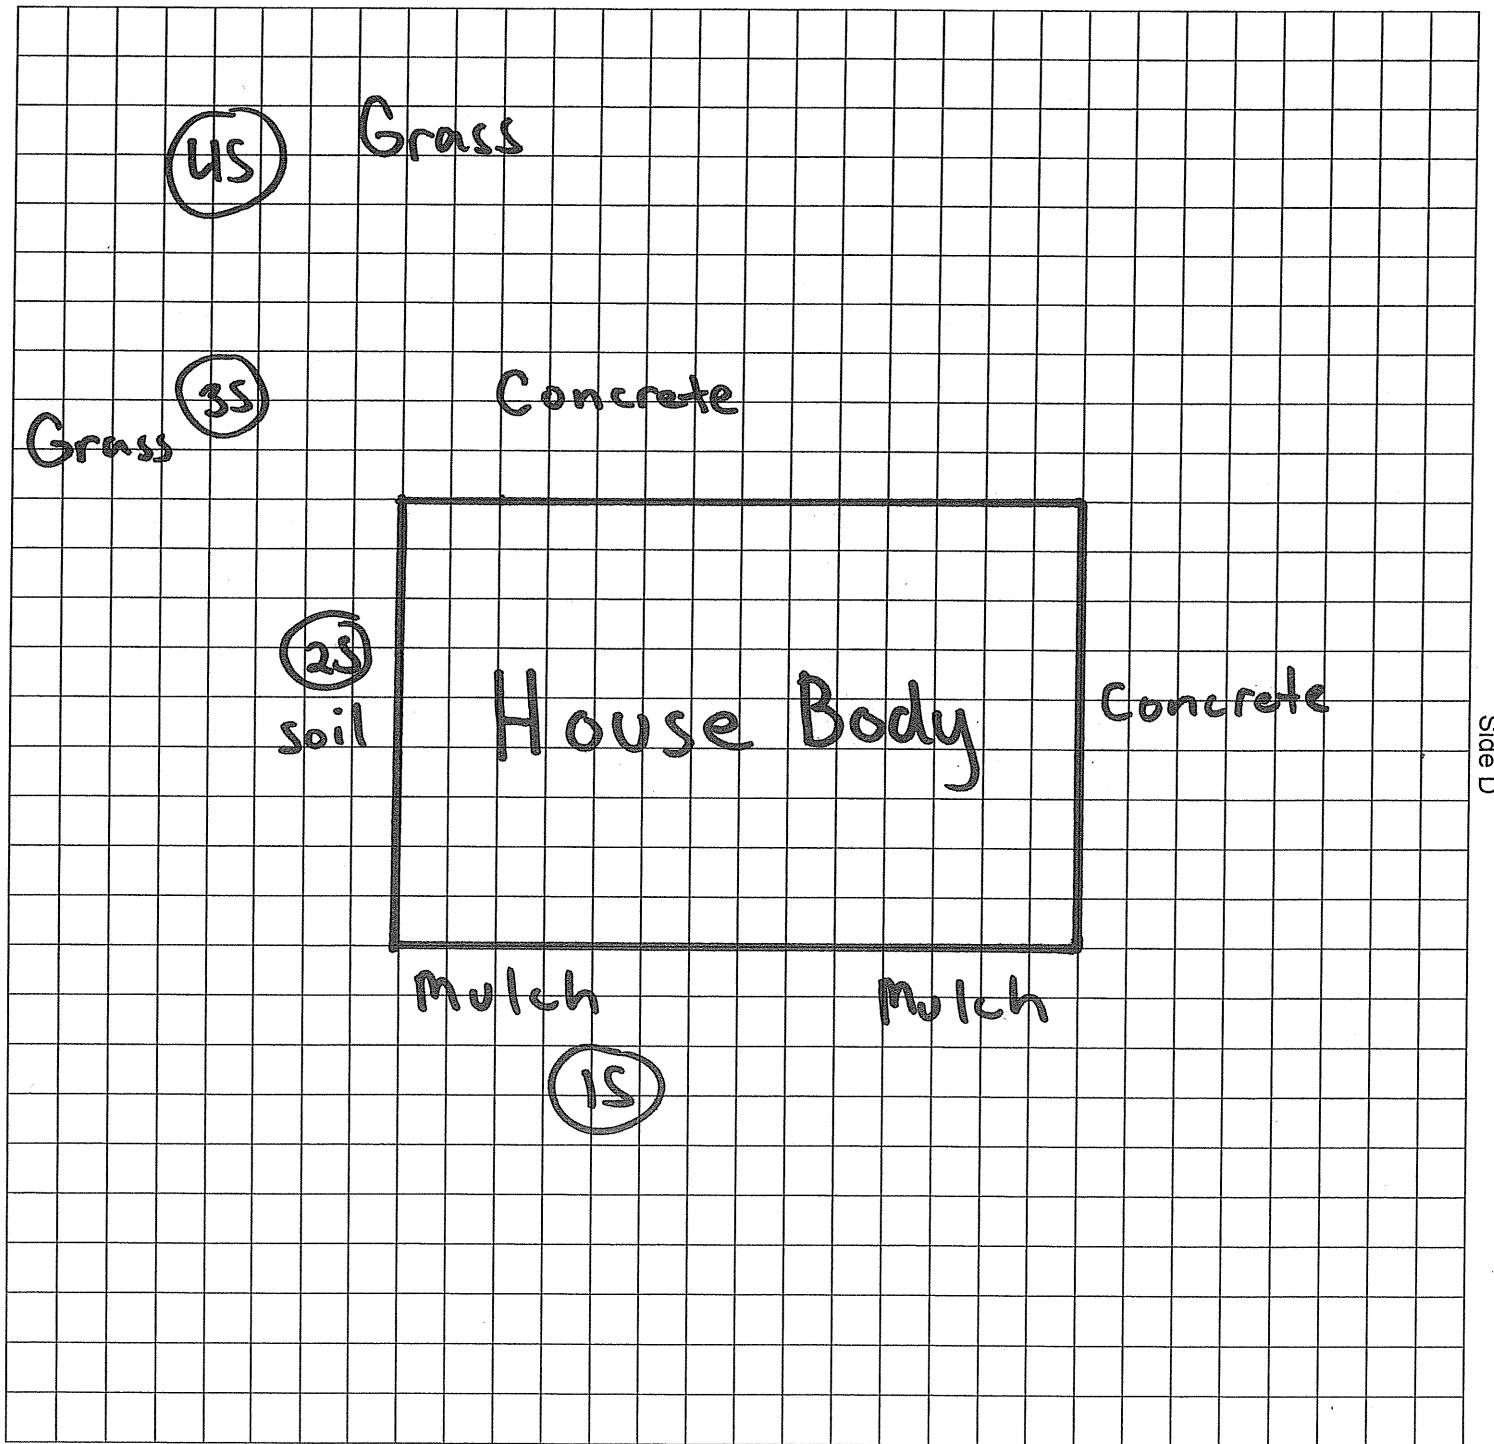 4S Grass
3S Concrete
Grass
2S
soil
House Body
Concrete
Side D
Mulch Mulch
1S